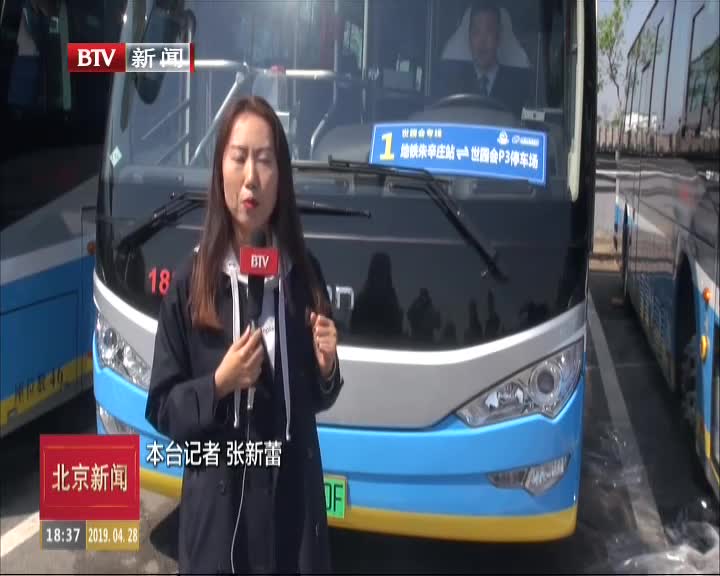 BTV 新闻
世园会专线
1 地铁朱辛庄站 世园会P3停车场
BTV
18
on
本台记者 张新蕾
北京新闻
18:37 2019.04.28